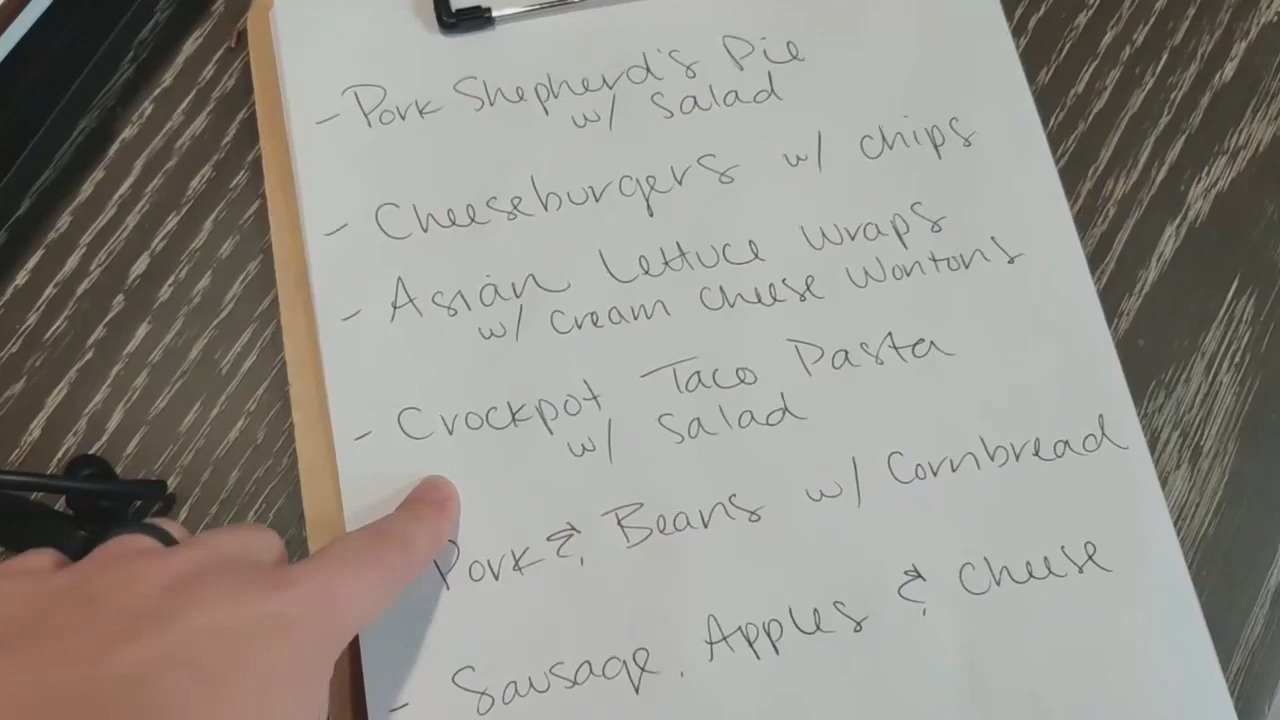 - Pork Shepherd's Pie
w/ Salad
- Cheeseburgers w/ chips
- Asian Lettuce Wraps
w/ Cream Cheese Wontons
- Crockpot Taco Pasta
w/ Salad
Pork & Beans w/ Cornbread
- Sausage, Apples & Cheese